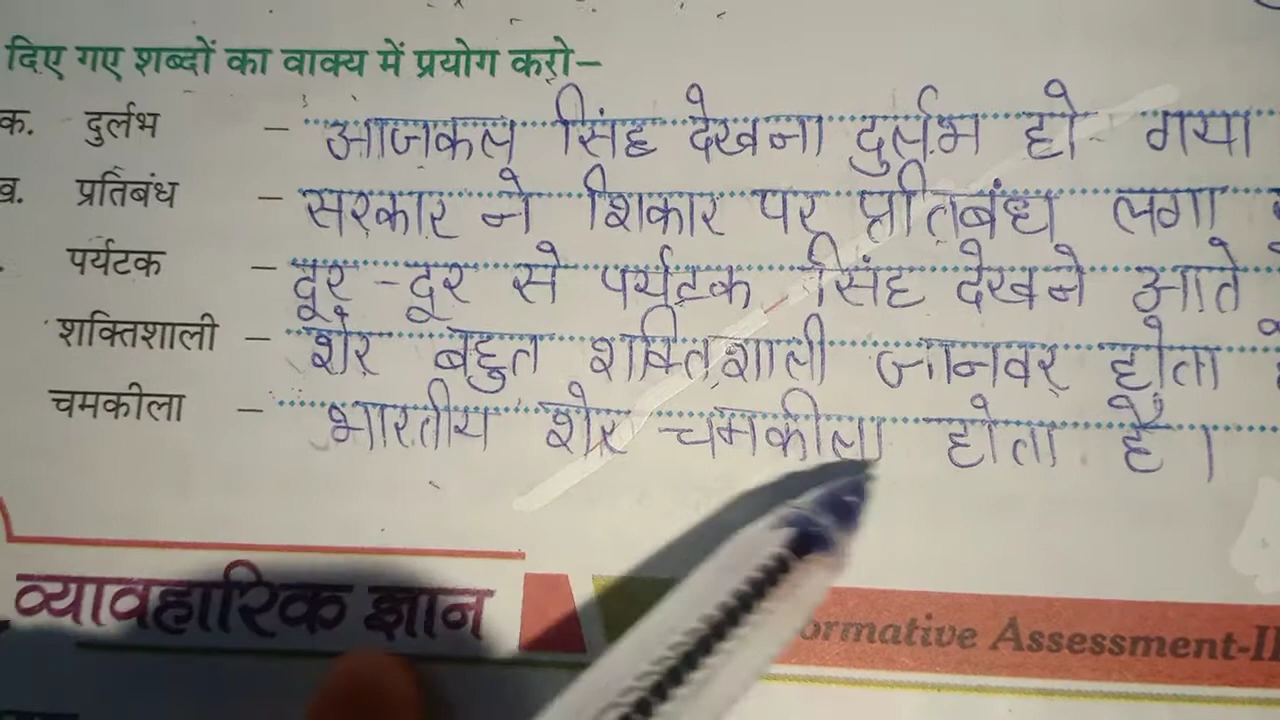 दिए गए शब्दों का वाक्य में प्रयोग करो–
क. दुर्लभ – आजकल सिंह देखना दुर्लभ हो गया
ख. प्रतिबंध – सरकार ने शिकार पर प्रतिबंध लगा
पर्यटक – दूर-दूर से पर्यटक सिंह देखने आते
शक्तिशाली – शेर बहुत शक्तिशाली जानवर होता
चमकीला – भारतीय शेर चमकीला होता है।
व्यावहारिक ज्ञान
ormative Assessment-II